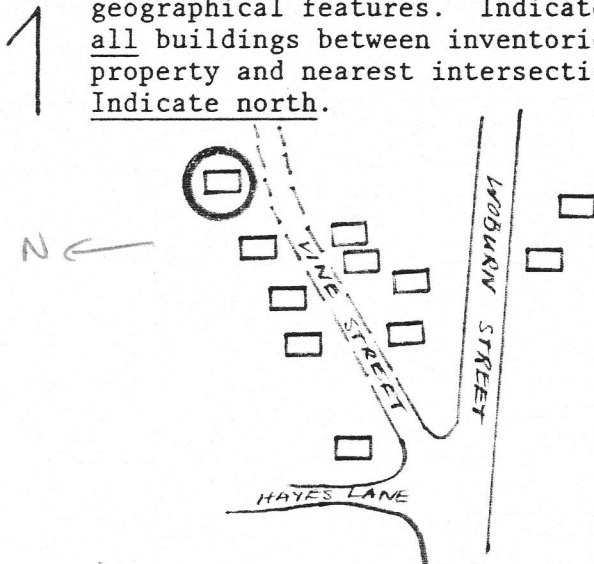 1
geographical features. Indicate
all buildings between inventorie
property and nearest intersecti
Indicate north.
N
VINE STREET
WOBURN STREET
HAYES LANE